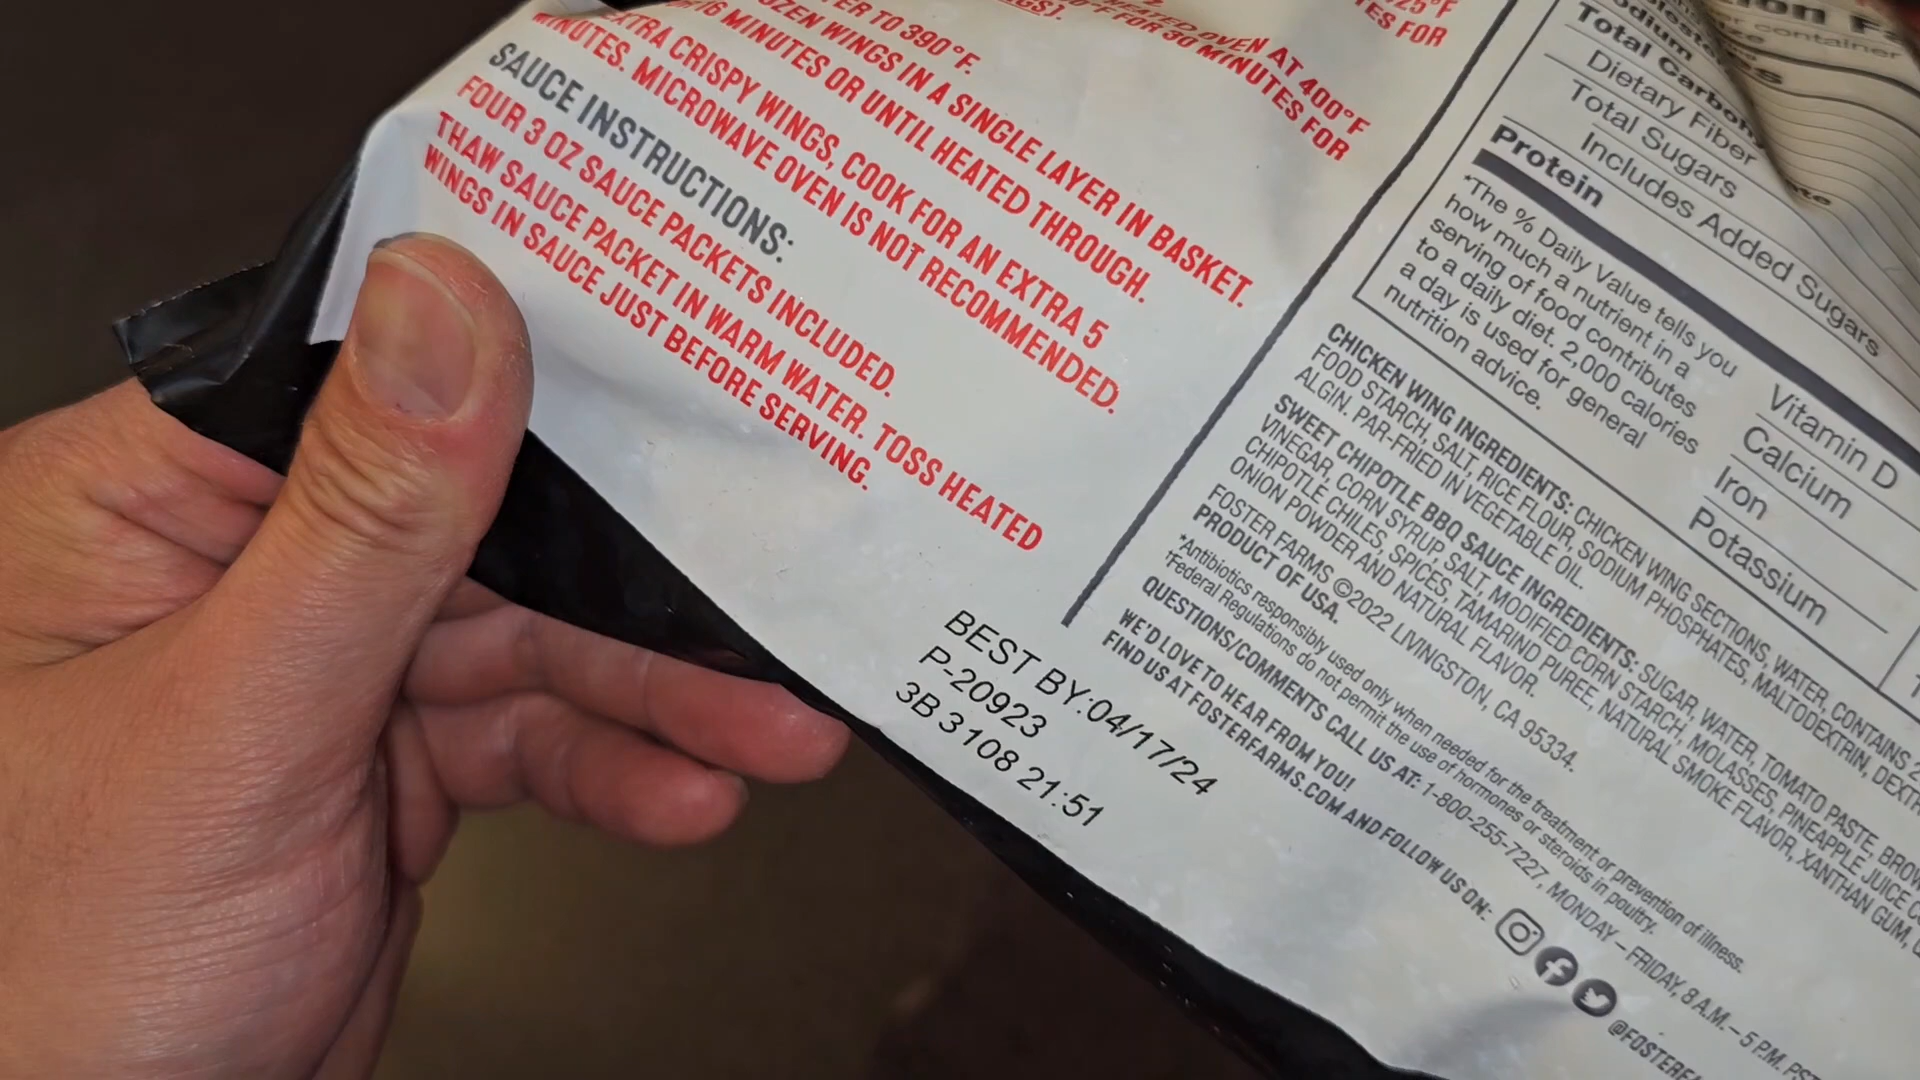 ER TO 390°F.
OZEN WINGS IN A SINGLE LAYER IN BASKET.
16 MINUTES OR UNTIL HEATED THROUGH.
EXTRA CRISPY WINGS, COOK FOR AN EXTRA 5
MINUTES. MICROWAVE OVEN IS NOT RECOMMENDED.
SAUCE INSTRUCTIONS:
FOUR 3 OZ SAUCE PACKETS INCLUDED.
THAW SAUCE PACKET IN WARM WATER. TOSS HEATED
WINGS IN SAUCE JUST BEFORE SERVING.
HEATED OVEN AT 400°F
°F FOR 30 MINUTES FOR
GS).
25°F
TES FOR
BEST BY:04/17/24
P-20923
3B 3108 21:51
container
Total Carboh
Dietary Fiber
Total Sugars
Includes Added Sugars
Protein
Vitamin D
Calcium
Iron
Potassium
*The % Daily Value tells you
how much a nutrient in a
serving of food contributes
to a daily diet. 2,000 calories
a day is used for general
nutrition advice.
CHICKEN WING INGREDIENTS: CHICKEN WING SECTIONS, WATER, CONTAINS 2
FOOD STARCH, SALT, RICE FLOUR, SODIUM PHOSPHATES, MALTODEXTRIN, DEXTR
ALGIN. PAR-FRIED IN VEGETABLE OIL.
SWEET CHIPOTLE BBQ SAUCE INGREDIENTS: SUGAR, WATER, TOMATO PASTE, BROW
VINEGAR, CORN SYRUP, SALT, MODIFIED CORN STARCH, MOLASSES, PINEAPPLE JUICE CO
CHIPOTLE CHILES, SPICES, TAMARIND PUREE, NATURAL SMOKE FLAVOR, XANTHAN GUM,
ONION POWDER AND NATURAL FLAVOR.
FOSTER FARMS ©2022 LIVINGSTON, CA 95334.
PRODUCT OF USA.
*Antibiotics responsibly used only when needed for the treatment or prevention of illness.
†Federal Regulations do not permit the use of hormones or steroids in poultry.
QUESTIONS/COMMENTS CALL US AT: 1-800-255-7227, MONDAY – FRIDAY, 8 A.M. – 5 P.M. PST
WE'D LOVE TO HEAR FROM YOU!
FIND US AT FOSTERFARMS.COM AND FOLLOW US ON:
@FOSTERFA